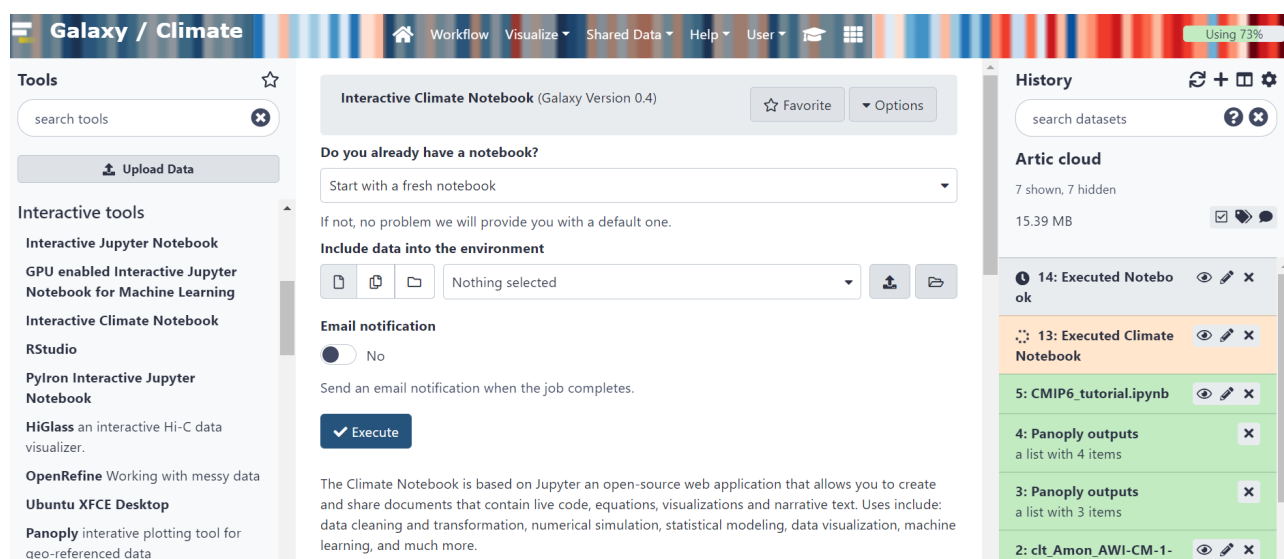 Galaxy / Climate
Workflow Visualize Shared Data Help User
Using 73%
Tools
search tools
Upload Data
Interactive tools
Interactive Jupyter Notebook
GPU enabled Interactive Jupyter
Notebook for Machine Learning
Interactive Climate Notebook
RStudio
PyIron Interactive Jupyter
Notebook
HiGlass an interactive Hi-C data
visualizer.
OpenRefine Working with messy data
Ubuntu XFCE Desktop
Panoply interative plotting tool for
geo-referenced data
Interactive Climate Notebook (Galaxy Version 0.4)
Favorite
Options
Do you already have a notebook?
Start with a fresh notebook
If not, no problem we will provide you with a default one.
Include data into the environment
Nothing selected
Email notification
No
Send an email notification when the job completes.
Execute
The Climate Notebook is based on Jupyter an open-source web application that allows you to create
and share documents that contain live code, equations, visualizations and narrative text. Uses include:
data cleaning and transformation, numerical simulation, statistical modeling, data visualization, machine
learning, and much more.
History
search datasets
Artic cloud
7 shown, 7 hidden
15.39 MB
14: Executed Notebo
ok
13: Executed Climate
Notebook
5: CMIP6_tutorial.ipynb
4: Panoply outputs
a list with 4 items
3: Panoply outputs
a list with 3 items
2: clt_Amon_AWI-CM-1-